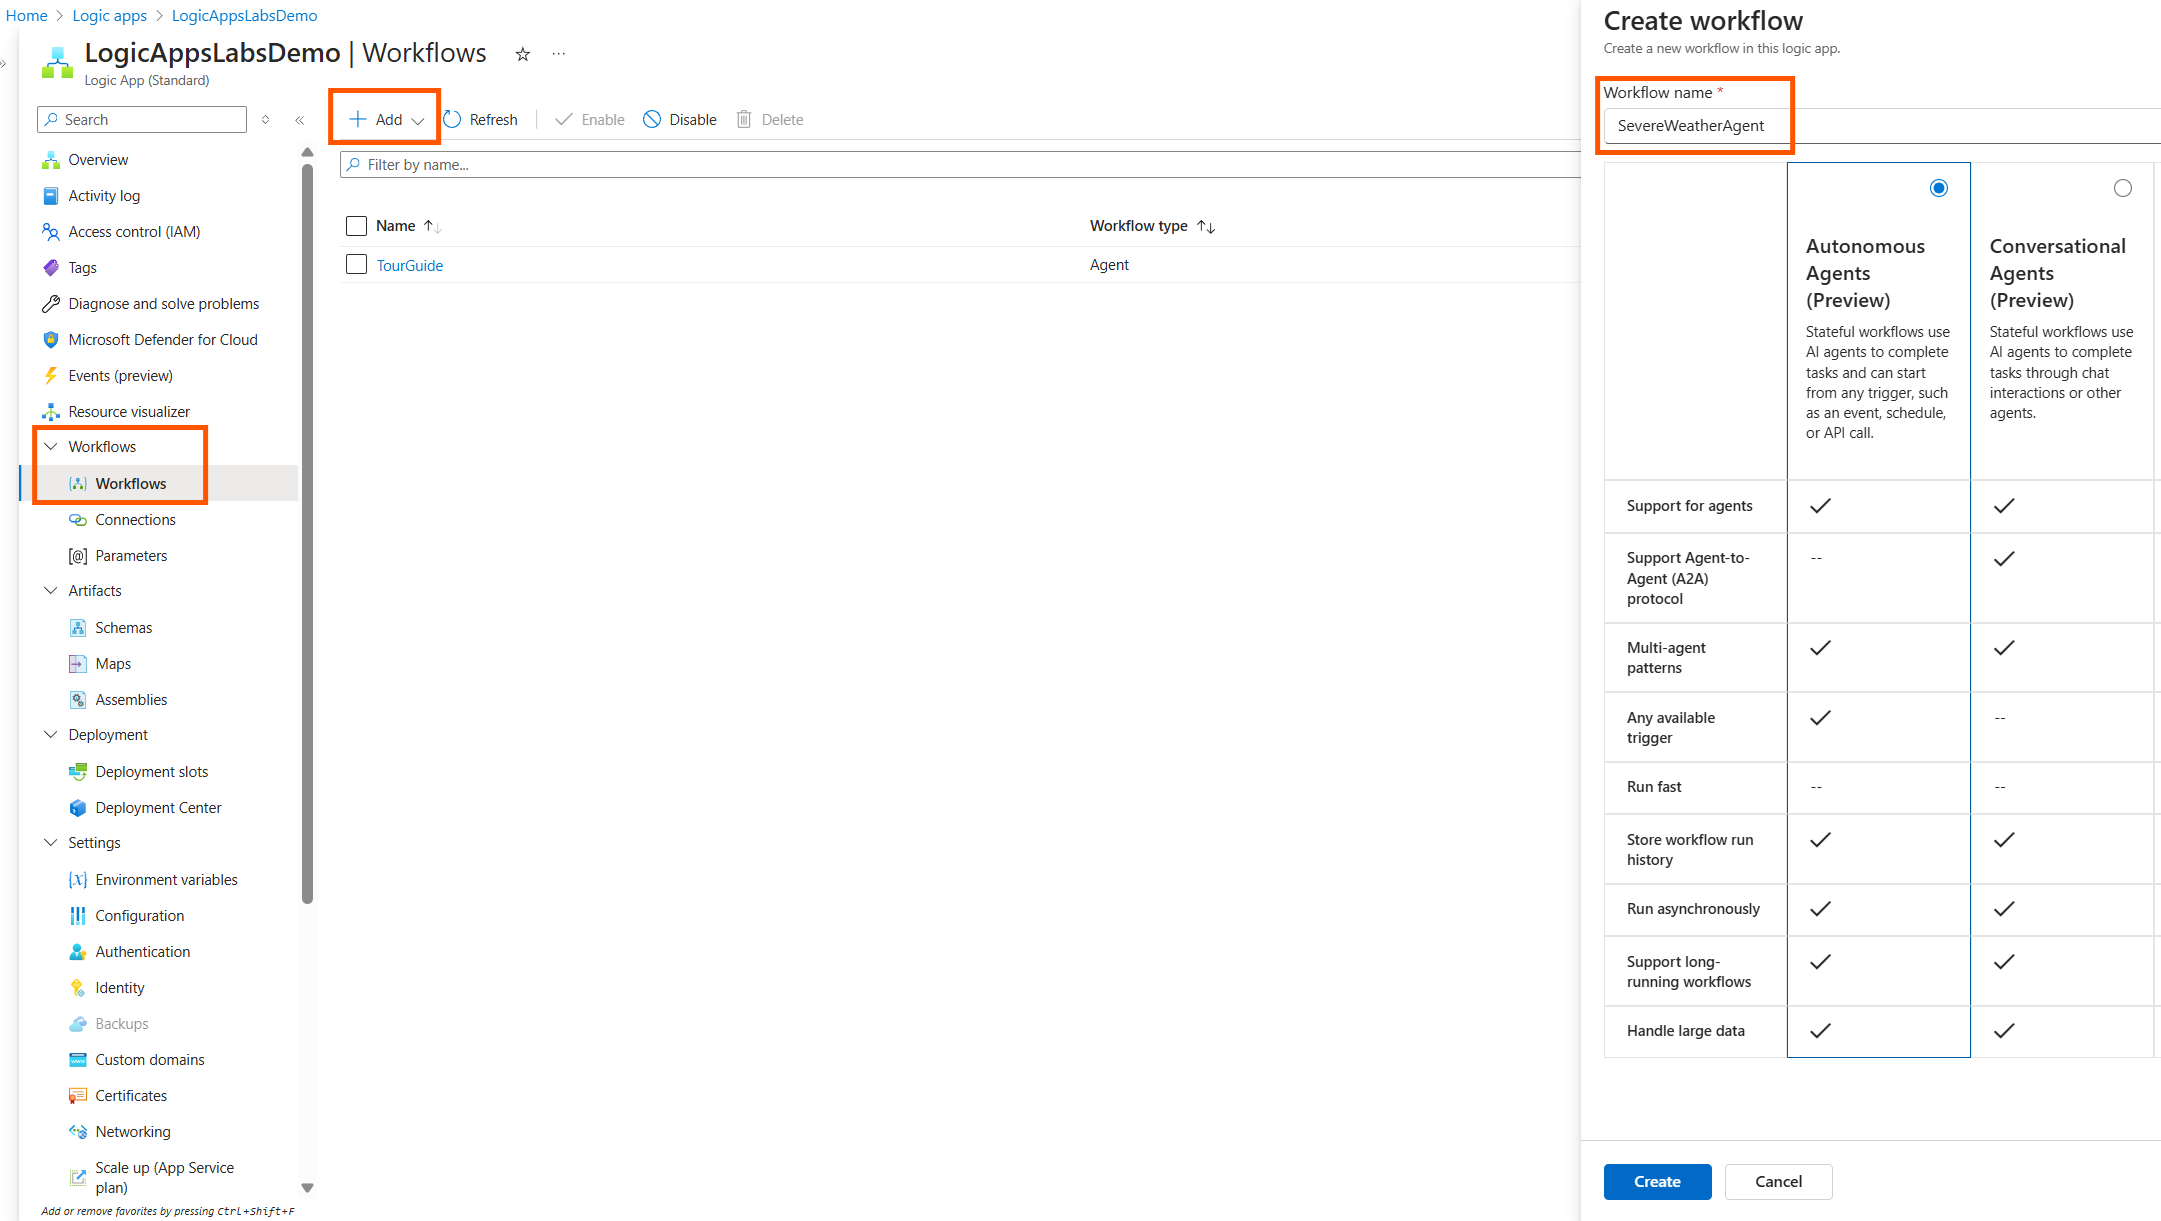 Home > Logic apps > LogicAppsLabsDemo
LogicAppsLabsDemo | Workflows
Logic App (Standard)
Search
Overview
Activity log
Access control (IAM)
Tags
Diagnose and solve problems
Microsoft Defender for Cloud
Events (preview)
Resource visualizer
Workflows
Workflows
Connections
Parameters
Artifacts
Schemas
Maps
Assemblies
Deployment
Deployment slots
Deployment Center
Settings
Environment variables
Configuration
Authentication
Identity
Backups
Custom domains
Certificates
Networking
Scale up (App Service
plan)
Add or remove favorites by pressing Ctrl+Shift+F
Add Refresh Enable Disable Delete
Filter by name...
Name Workflow type
TourGuide Agent
Create workflow
Create a new workflow in this logic app.
Workflow name *
SevereWeatherAgent
Autonomous
Agents
(Preview)
Stateful workflows use
AI agents to complete
tasks and can start
from any trigger, such
as an event, schedule,
or API call.
Conversational
Agents
(Preview)
Stateful workflows use
AI agents to complete
tasks through chat
interactions or other
agents.
Support for agents
Support Agent-to-
Agent (A2A)
protocol
--
Multi-agent
patterns
Any available
trigger
--
Run fast
-- --
Store workflow run
history
Run asynchronously
Support long-
running workflows
Handle large data
Create Cancel